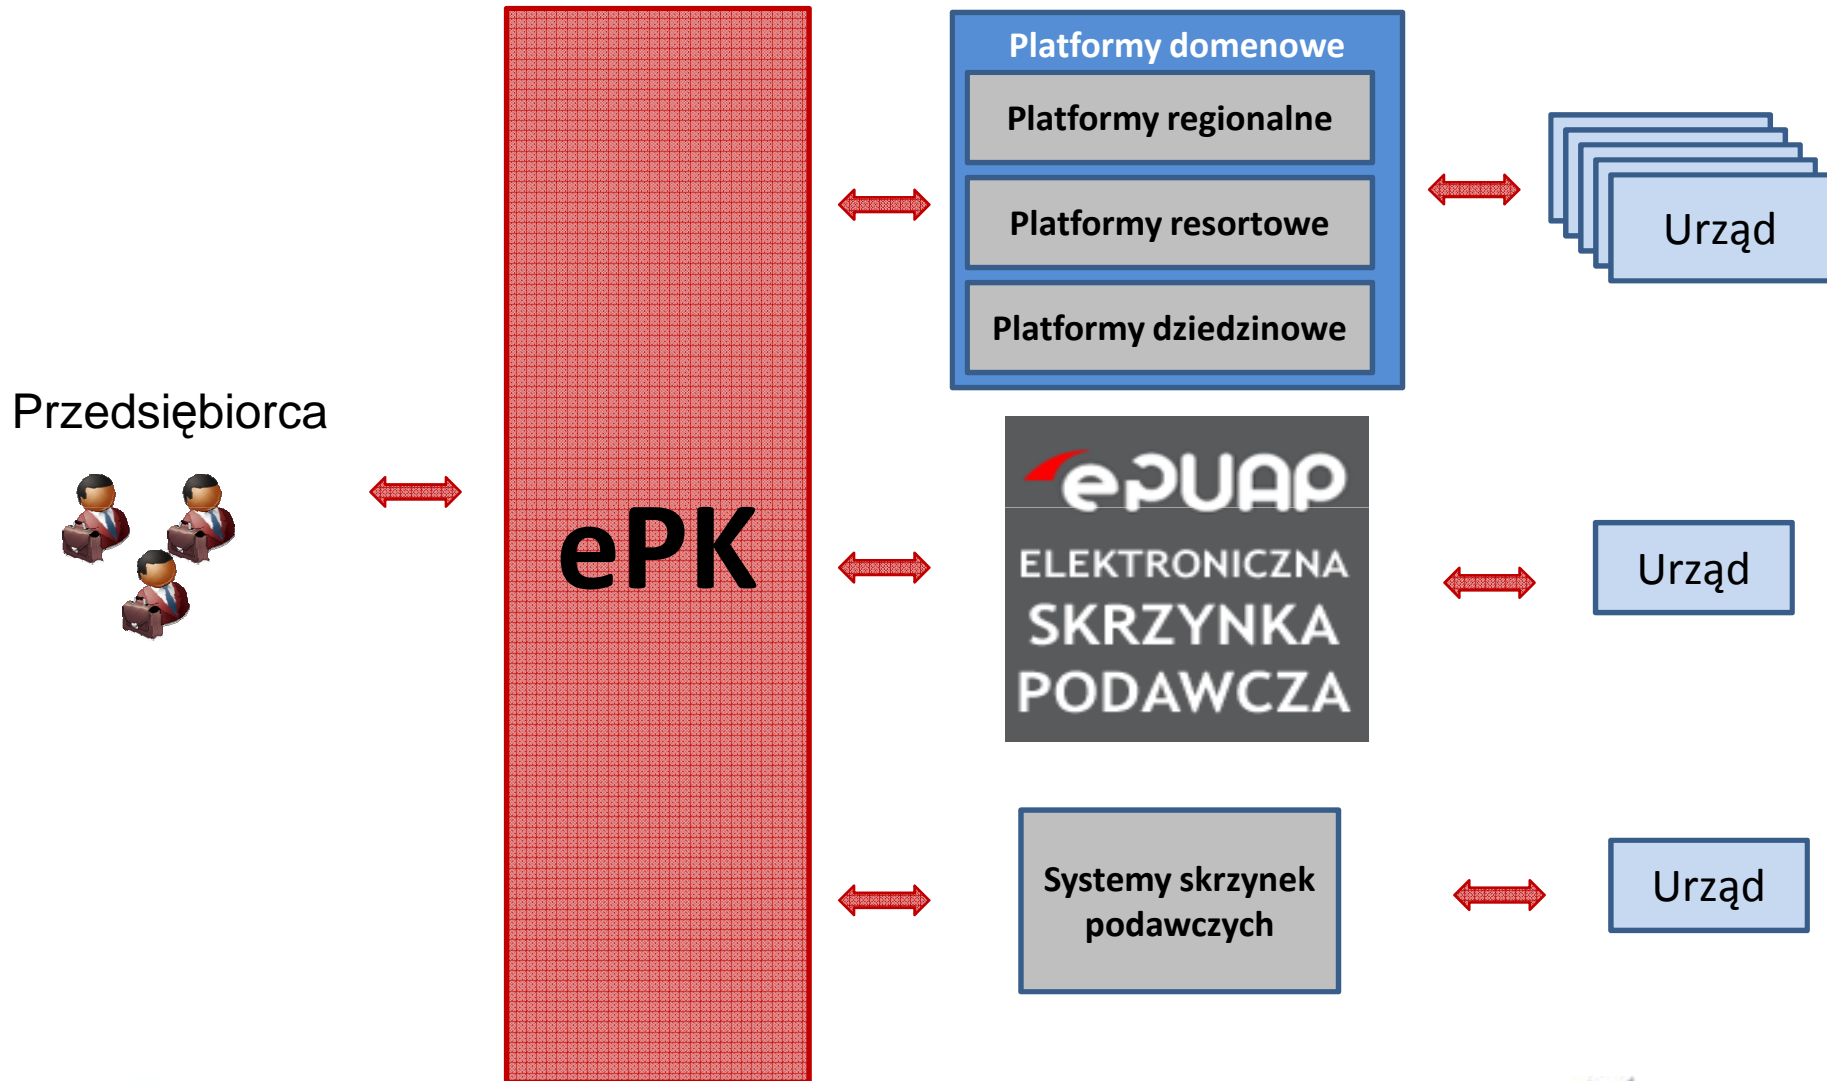 Przedsiębiorca
ePK
Platformy domenowe
Platformy regionalne
Platformy resortowe
Platformy dziedzinowe
Urząd
ePUAP
ELEKTRONICZNA
SKRZYNKA
PODAWCZA
Urząd
Systemy skrzynek
podawczych
Urząd